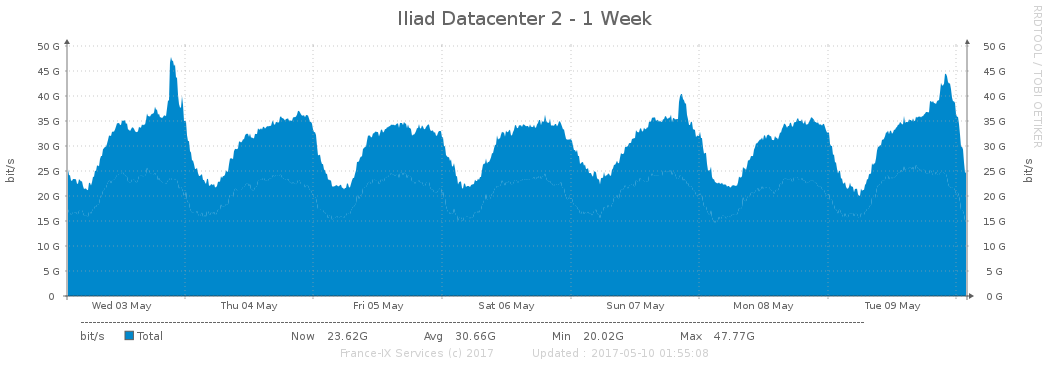 Iliad Datacenter 2 - 1 Week
RRDTOOL / TOBI OETIKER
50 G 50 G
45 G 45 G
40 G 40 G
35 G 35 G
30 G 30 G
25 G 25 G
20 G 20 G
15 G 15 G
10 G 10 G
5 G 5 G
0 0 G
bit/s bit/s
Wed 03 May Thu 04 May Fri 05 May Sat 06 May Sun 07 May Mon 08 May Tue 09 May
bit/s Total Now 23.62G Avg 30.66G Min 20.02G Max 47.77G
France-IX Services (c) 2017 Updated : 2017-05-10 01:55:08